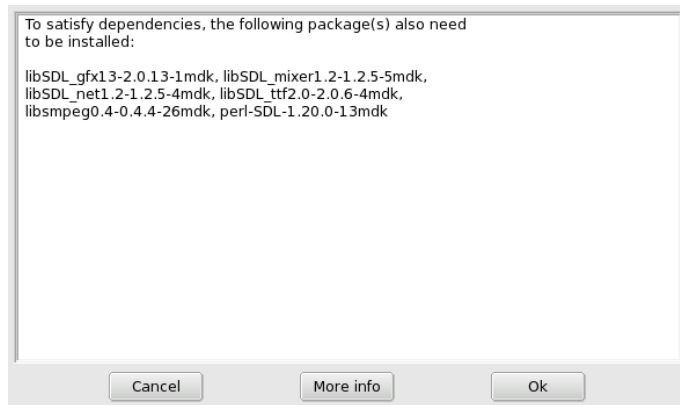 To satisfy dependencies, the following package(s) also need
to be installed:
libSDL_gfx13-2.0.13-1mdk, libSDL_mixer1.2-1.2.5-5mdk,
libSDL_net1.2-1.2.5-4mdk, libSDL_ttf2.0-2.0.6-4mdk,
libsmpeg0.4-0.4.4-26mdk, perl-SDL-1.20.0-13mdk
Cancel
More info
Ok